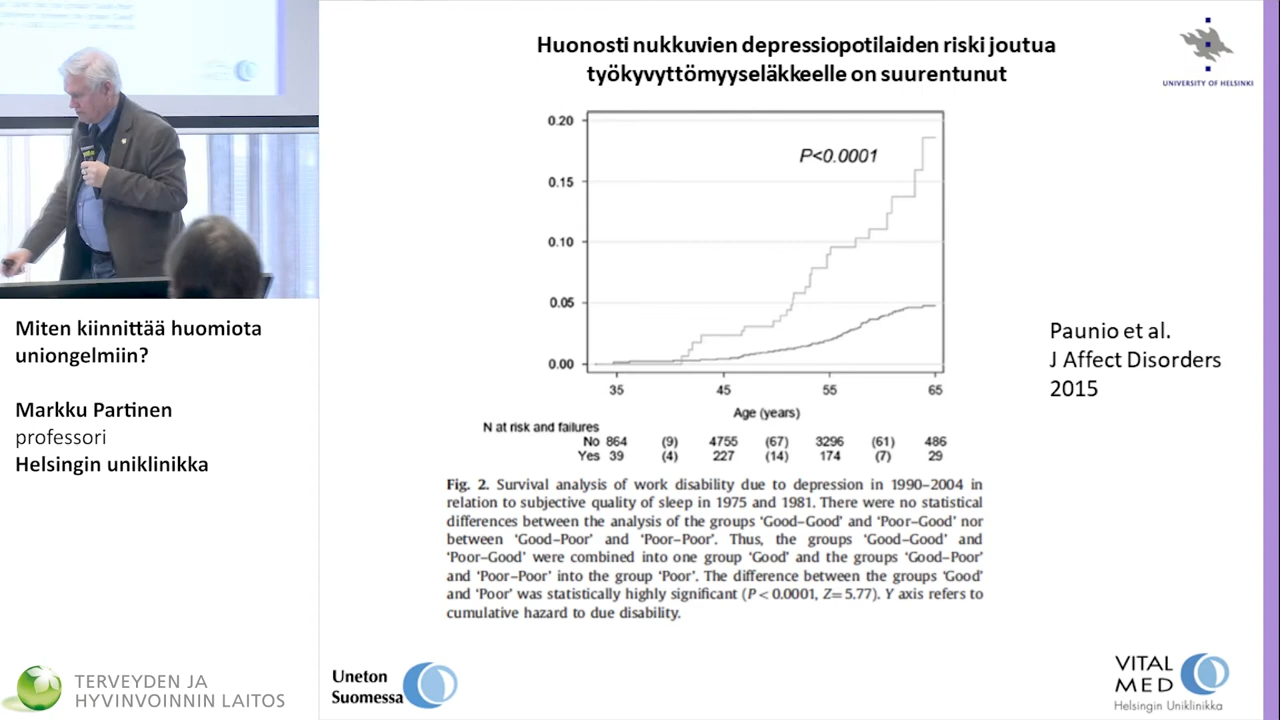 Huonosti nukkuvien depressiopotilaiden riski joutua
työkyvyttömyyseläkkeelle on suurentunut
UNIVERSITY OF HELSINKI
0.20
P<0.0001
0.15
0.10
0.05
0.00
35 45 55 65
Age (years)
N at risk and failures
No 864 (9) 4755 (67) 3296 (61) 486
Yes 39 (4) 227 (14) 174 (7) 29
Fig. 2. Survival analysis of work disability due to depression in 1990–2004 in
relation to subjective quality of sleep in 1975 and 1981. There were no statistical
differences between the analysis of the groups 'Good–Good' and 'Poor–Good' nor
between 'Good–Poor' and 'Poor–Poor'. Thus, the groups 'Good–Good' and
'Poor–Good' were combined into one group 'Good' and the groups 'Good–Poor'
and 'Poor–Poor' into the group 'Poor'. The difference between the groups 'Good'
and 'Poor' was statistically highly significant (P < 0.0001, Z=5.77). Y axis refers to
cumulative hazard to due disability.
Paunio et al.
J Affect Disorders
2015
Miten kiinnittää huomiota
uniongelmiin?
Markku Partinen
professori
Helsingin uniklinikka
TERVEYDEN JA
HYVINVOINNIN LAITOS
Uneton
Suomessa
VITAL
MED
Helsingin Uniklinikka